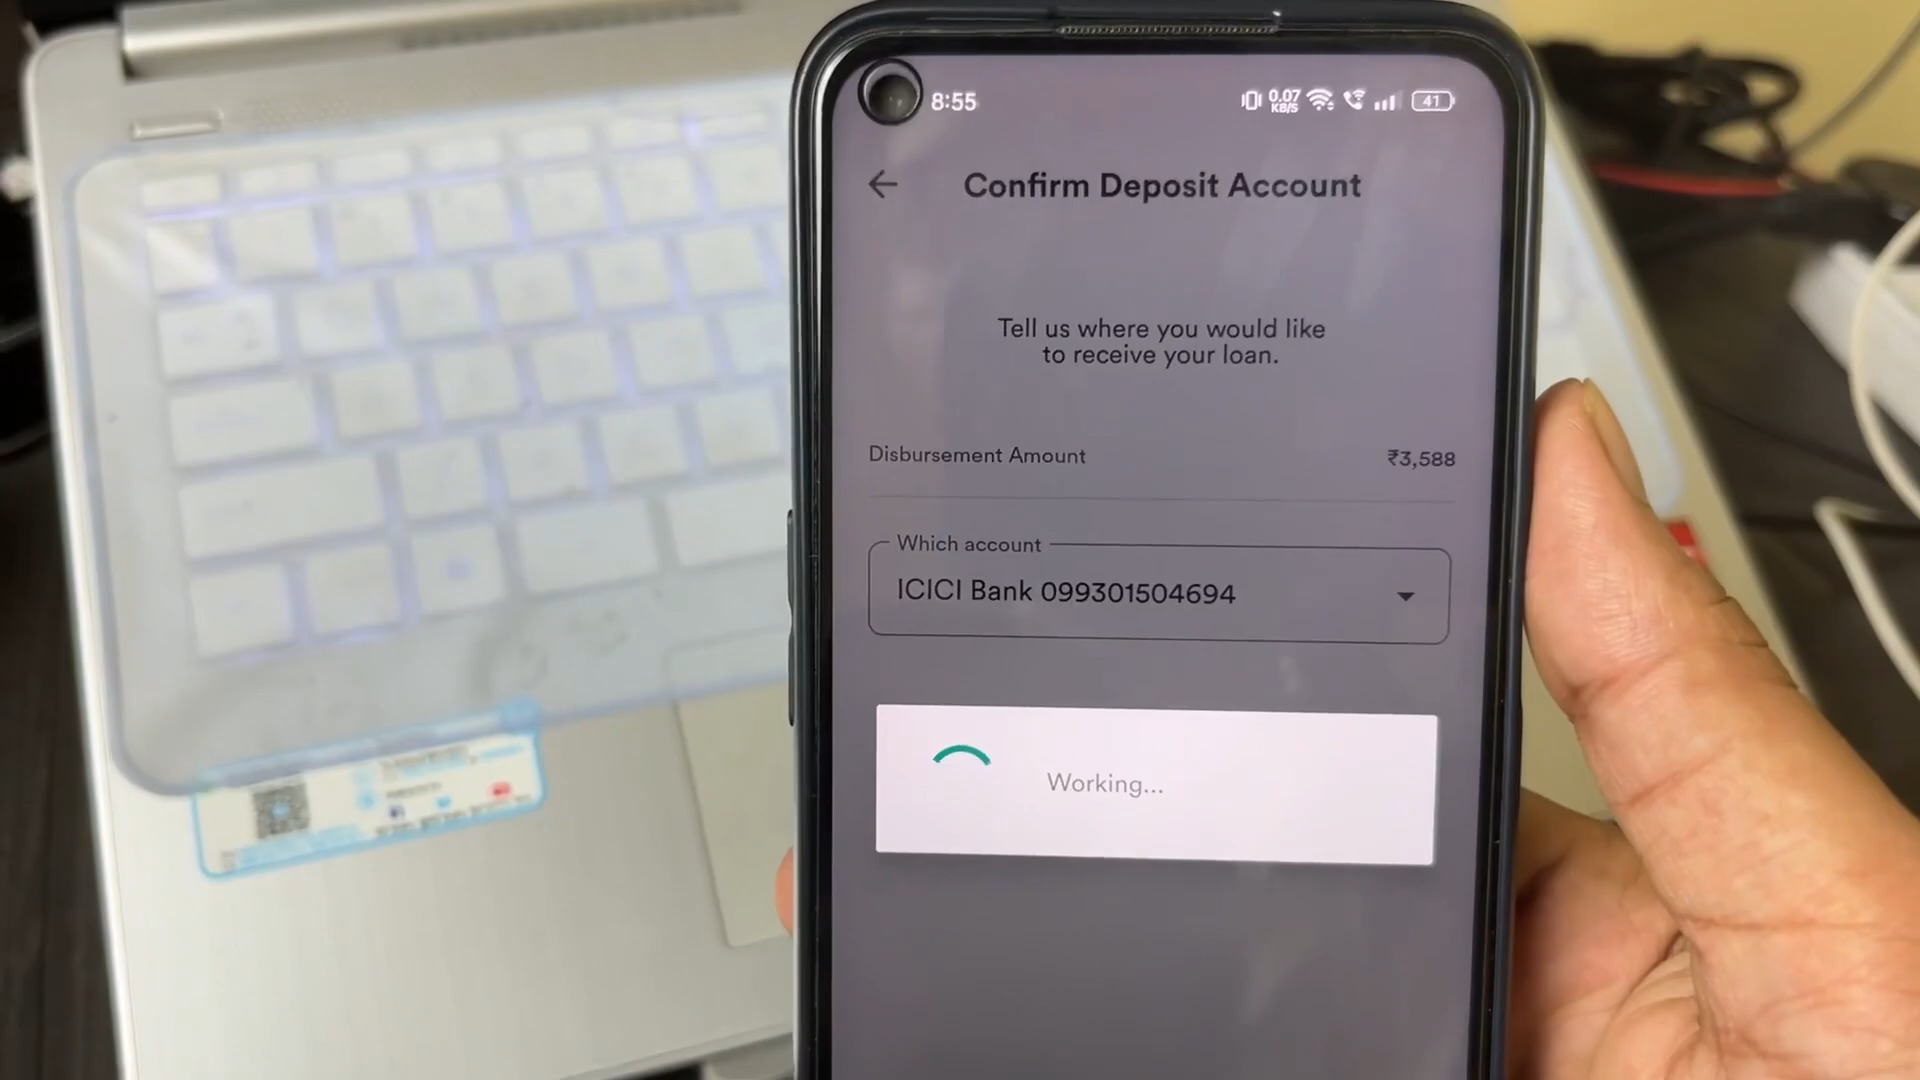 8:55
0.07
KB/S
41
Confirm Deposit Account
Tell us where you would like
to receive your loan.
Disbursement Amount
₹3,588
Which account
ICICI Bank 099301504694
Working...